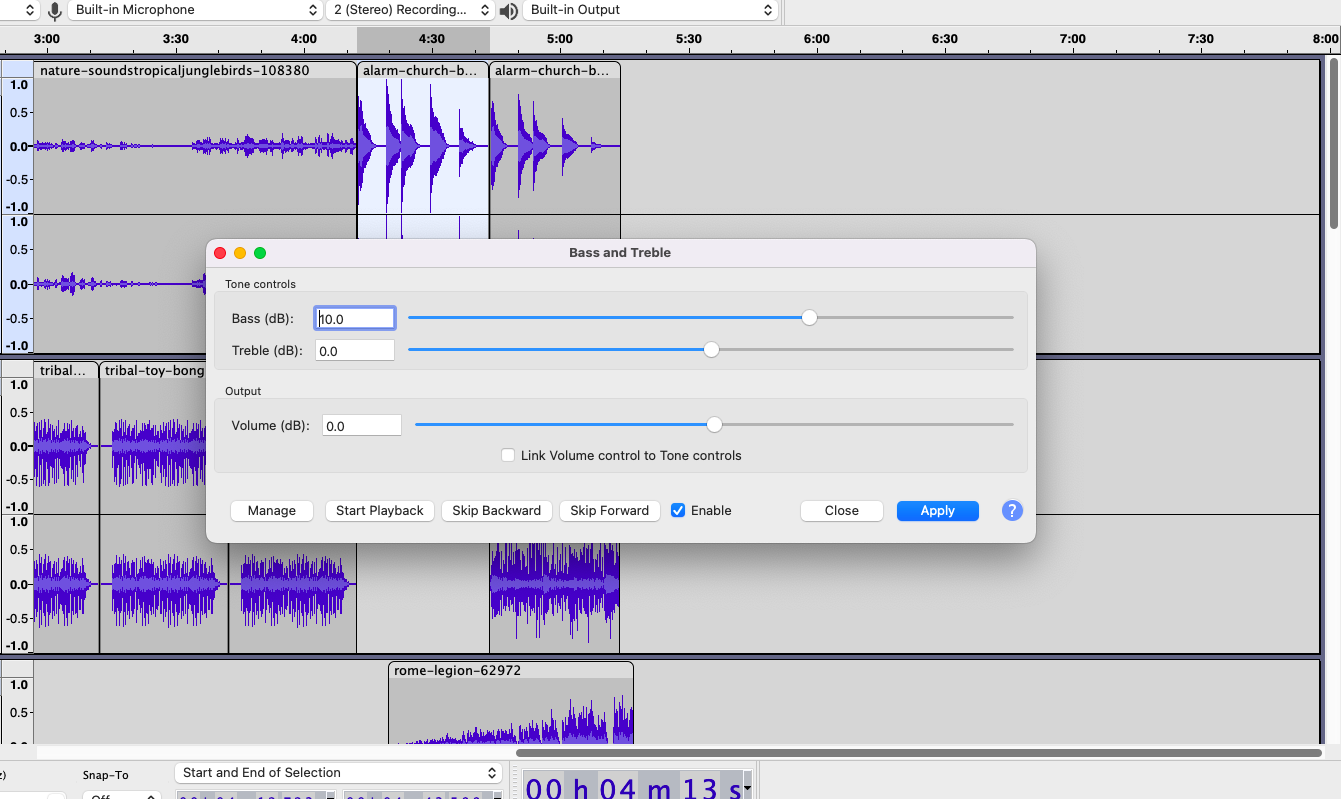 Built-in Microphone 2 (Stereo) Recording... Built-in Output
3:00 3:30 4:00 4:30 5:00 5:30 6:00 6:30 7:00 7:30 8:00
nature-soundstropicaljunglebirds-108380 alarm-church-b... alarm-church-b...
1.0
0.5-
0.0-
-0.5-
-1.0
1.0
0.5-
0.0-
-0.5-
-1.0
Bass and Treble
Tone controls
Bass (dB): 10.0
Treble (dB): 0.0
Output
Volume (dB): 0.0
Link Volume control to Tone controls
Manage Start Playback Skip Backward Skip Forward Enable Close Apply ?
tribal... tribal-toy-bong
1.0
0.5-
0.0-
-0.5-
-1.0
1.0
0.5-
0.0-
-0.5-
-1.0
rome-legion-62972
1.0
0.5-
z) Snap-To Start and End of Selection
Off
00 h 04 m 13 s